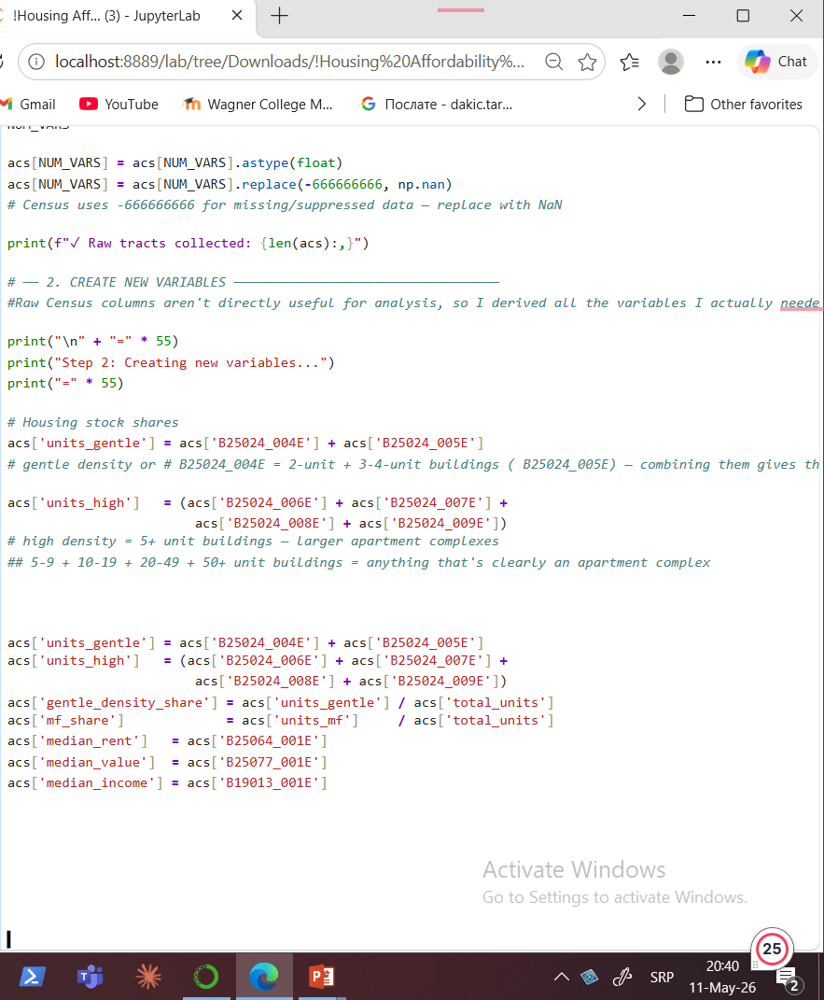 !Housing Aff... (3) - JupyterLab
localhost:8889/lab/tree/Downloads/!Housing%20Affordability%...
Chat
Gmail
YouTube
Wagner College M...
Послате - dakic.tar...
Other favorites
NUM_VARS
acs[NUM_VARS] = acs[NUM_VARS].astype(float)
acs[NUM_VARS] = acs[NUM_VARS].replace(-666666666, np.nan)
# Census uses -666666666 for missing/suppressed data — replace with NaN
print(f"✓ Raw tracts collected: {len(acs):,}")
# —— 2. CREATE NEW VARIABLES ——————————————————————————————————
#Raw Census columns aren't directly useful for analysis, so I derived all the variables I actually neede
print("\n" + "=" * 55)
print("Step 2: Creating new variables...")
print("=" * 55)
# Housing stock shares
acs['units_gentle'] = acs['B25024_004E'] + acs['B25024_005E']
# gentle density or # B25024_004E = 2-unit + 3-4-unit buildings ( B25024_005E) — combining them gives th
acs['units_high']   = (acs['B25024_006E'] + acs['B25024_007E'] +
acs['B25024_008E'] + acs['B25024_009E'])
# high density = 5+ unit buildings — larger apartment complexes
## 5-9 + 10-19 + 20-49 + 50+ unit buildings = anything that's clearly an apartment complex
acs['units_gentle'] = acs['B25024_004E'] + acs['B25024_005E']
acs['units_high']   = (acs['B25024_006E'] + acs['B25024_007E'] +
acs['B25024_008E'] + acs['B25024_009E'])
acs['gentle_density_share'] = acs['units_gentle'] / acs['total_units']
acs['mf_share']             = acs['units_mf']     / acs['total_units']
acs['median_rent']   = acs['B25064_001E']
acs['median_value']  = acs['B25077_001E']
acs['median_income'] = acs['B19013_001E']
Activate Windows
Go to Settings to activate Windows.
25
SRP
20:40
11-May-26
2